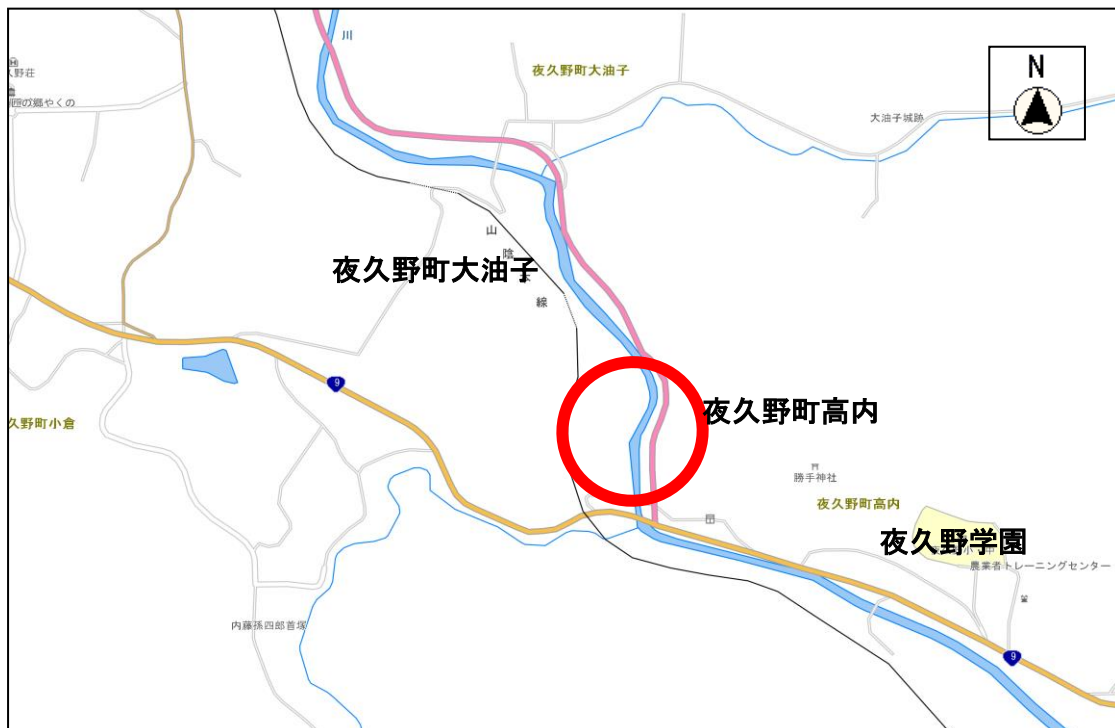 川
夜久野町大油子
N
野荘
の郷やくの
大油子城跡
山陰本線
夜久野町大油子
9
夜久野町高内
久野町小倉
勝手神社
夜久野町高内
夜久野学園
農業者トレーニングセンター
内藤孫四郎首塚
9